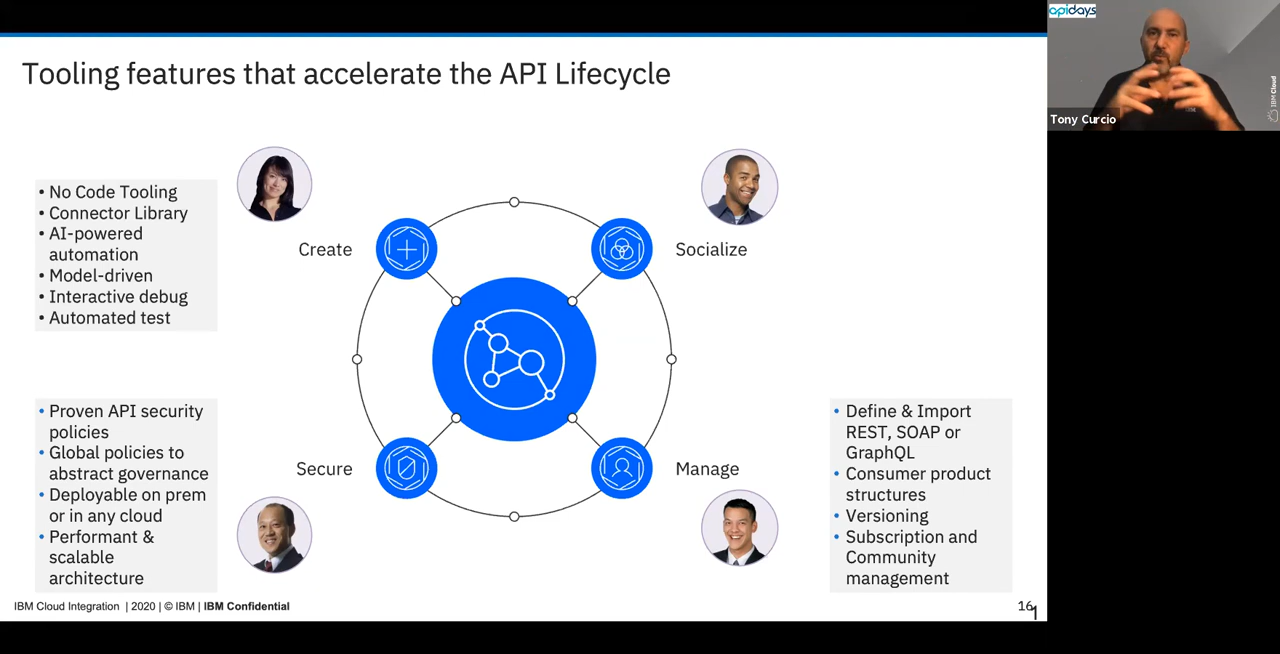 Tooling features that accelerate the API Lifecycle
apidays
IBM Cloud
Tony Curcio
• No Code Tooling
• Connector Library
• AI-powered
automation
• Model-driven
• Interactive debug
• Automated test
Create
Socialize
Secure
Manage
• Proven API security
policies
• Global policies to
abstract governance
• Deployable on prem
or in any cloud
• Performant &
scalable
architecture
• Define & Import
REST, SOAP or
GraphQL
• Consumer product
structures
• Versioning
• Subscription and
Community
management
IBM Cloud Integration | 2020 | © IBM | IBM Confidential
16